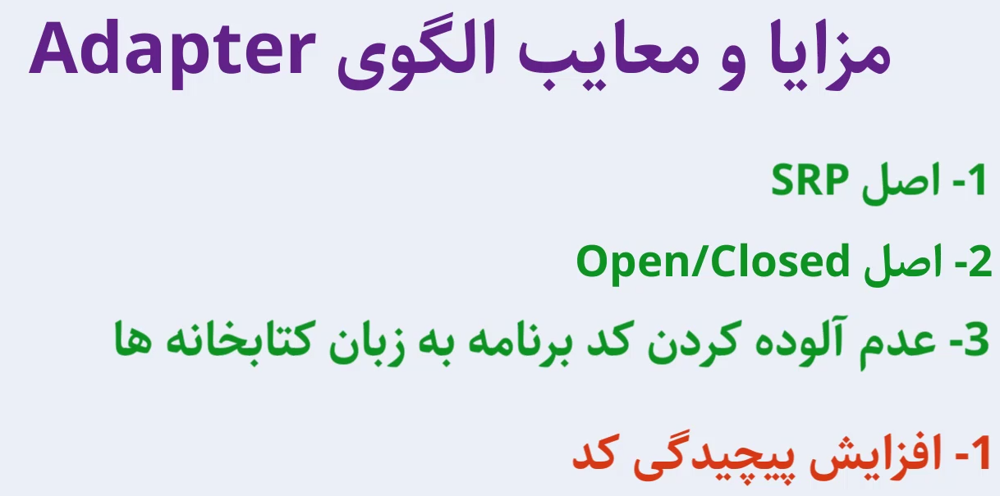 مزایا و معایب الگوی Adapter
1- اصل SRP
2- اصل Open/Closed
3- عدم آلوده کردن کد برنامه به زبان کتابخانه ها
1- افزایش پیچیدگی کد